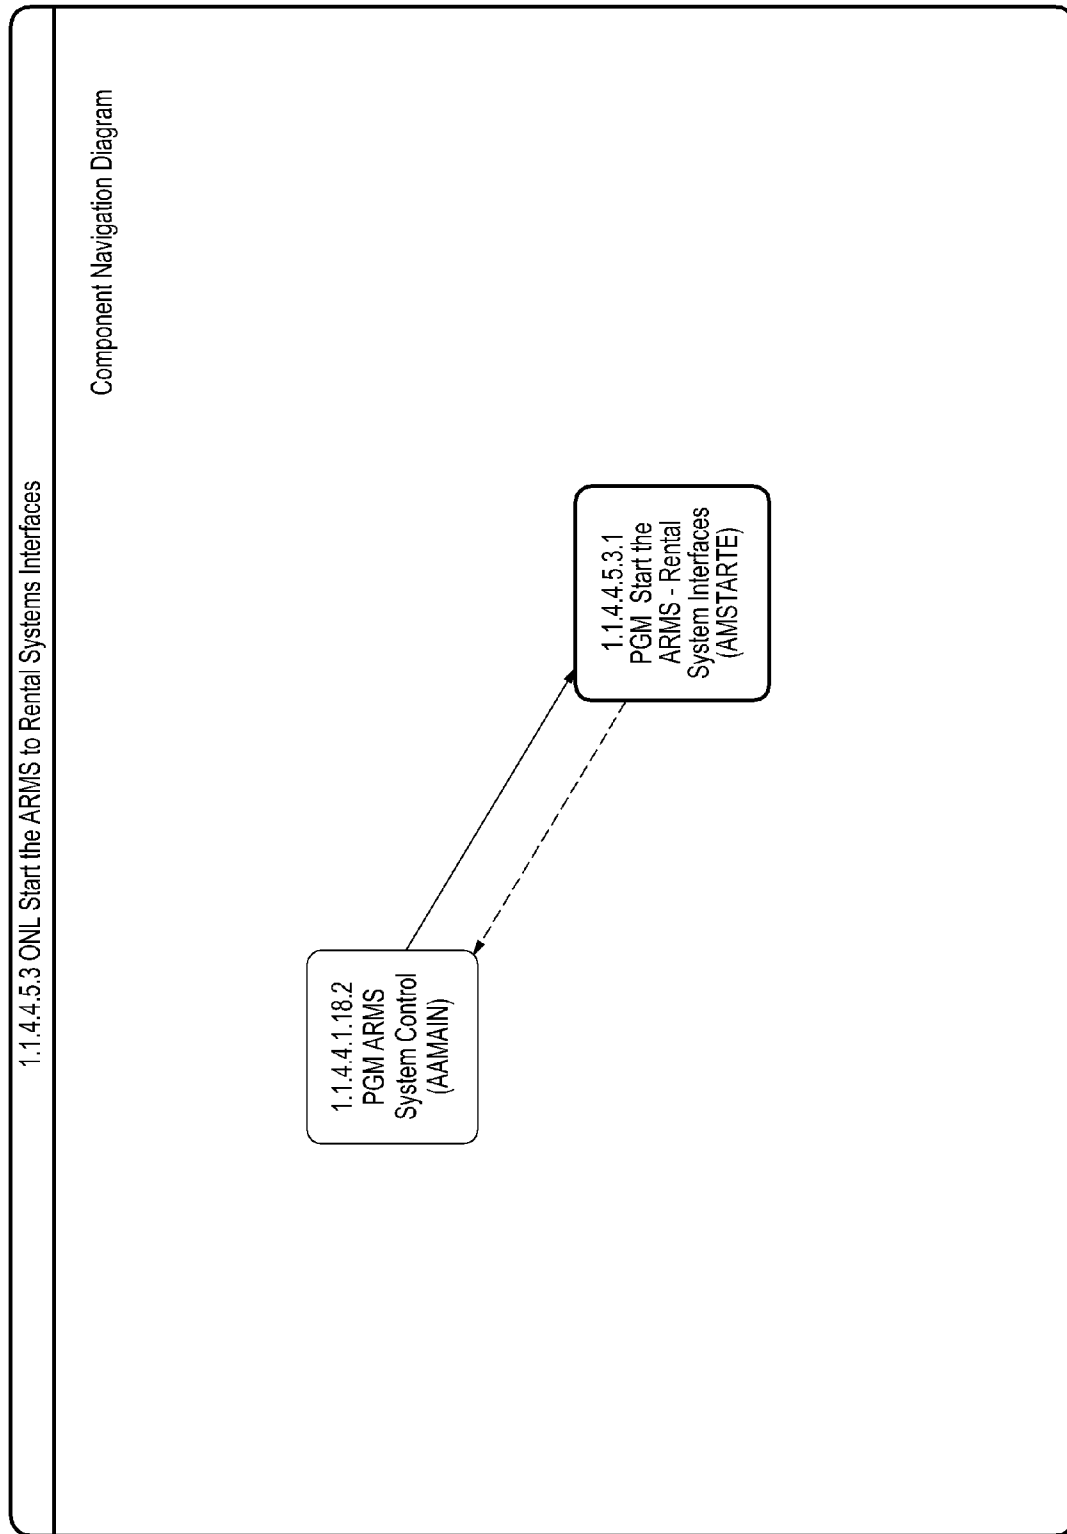 1.1.4.4.5.3 ONL Start the ARMS to Rental Systems Interfaces
Component Navigation Diagram
1.1.4.4.1.18.2
PGM ARMS
System Control
(AAMAIN)
1.1.4.4.5.3.1
PGM  Start the
ARMS - Rental
System Interfaces
(AMSTARTE)